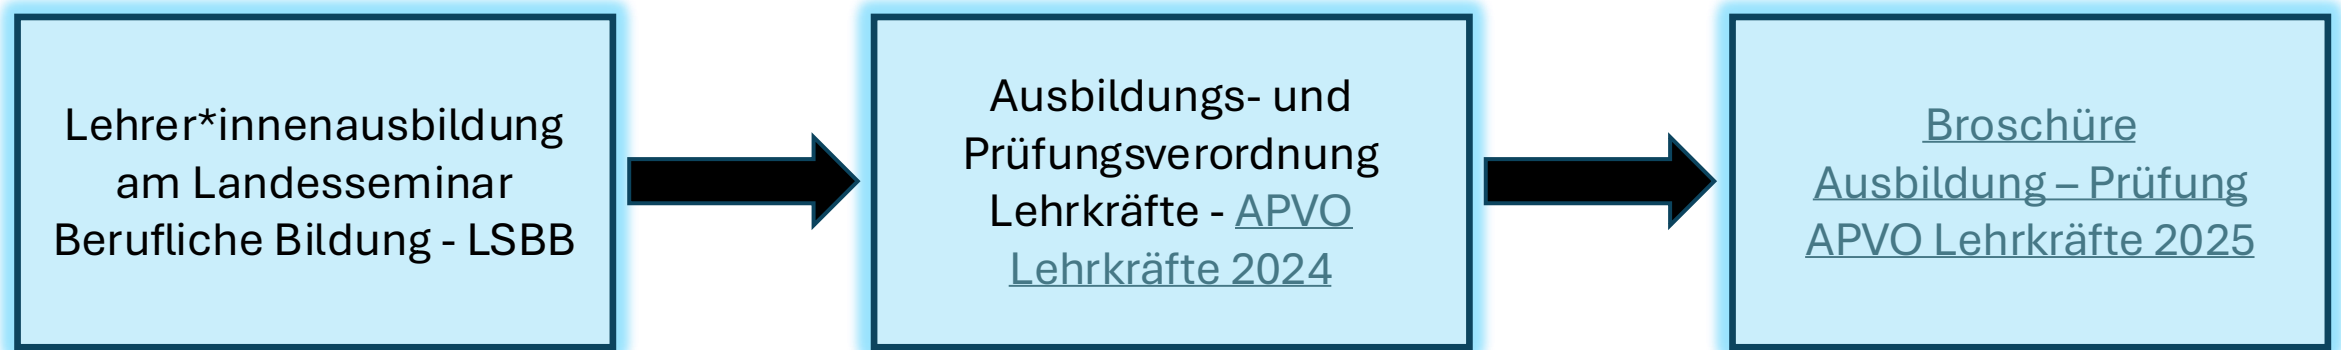 Lehrer*innenausbildung
am Landesseminar
Berufliche Bildung - LSBB
Ausbildungs- und
Prüfungsverordnung
Lehrkräfte - APVO
Lehrkräfte 2024
Broschüre
Ausbildung – Prüfung
APVO Lehrkräfte 2025